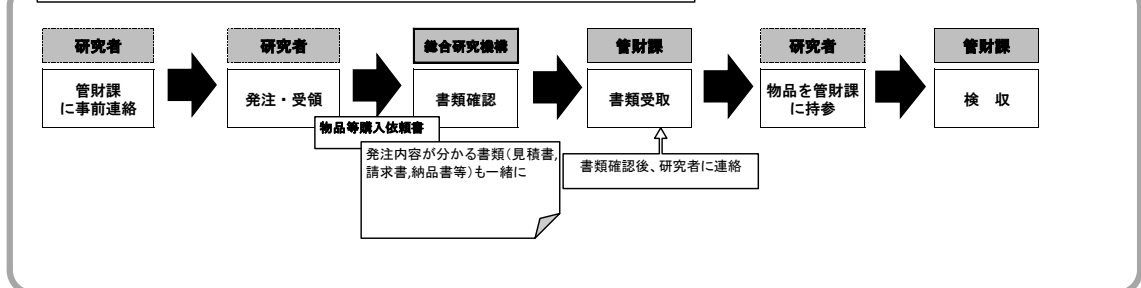 研究者
管財課
に事前連絡
研究者
発注・受領
物品等購入依頼書
発注内容が分かる書類(見積書,
請求書,納品書等)も一緒に
総合研究機構
書類確認
管財課
書類受取
書類確認後、研究者に連絡
研究者
物品を管財課
に持参
管財課
検 収